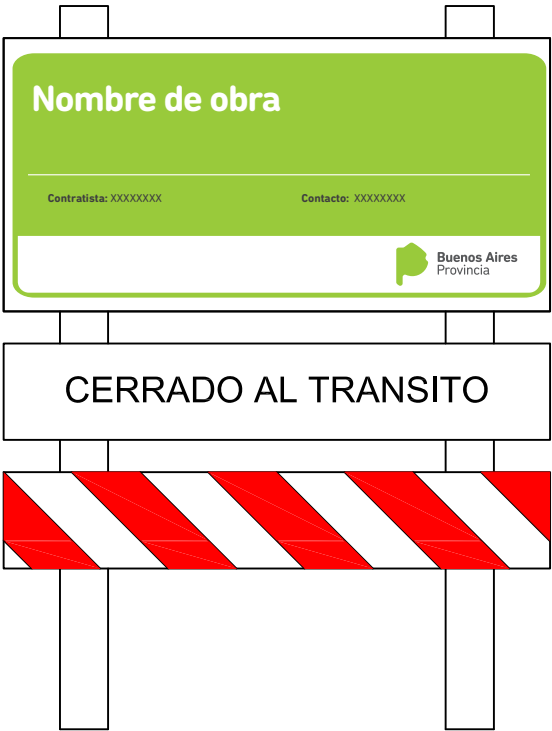 Nombre de obra
Contratista: XXXXXXXX Contacto: XXXXXXXX
Buenos Aires
Provincia
CERRADO AL TRANSITO